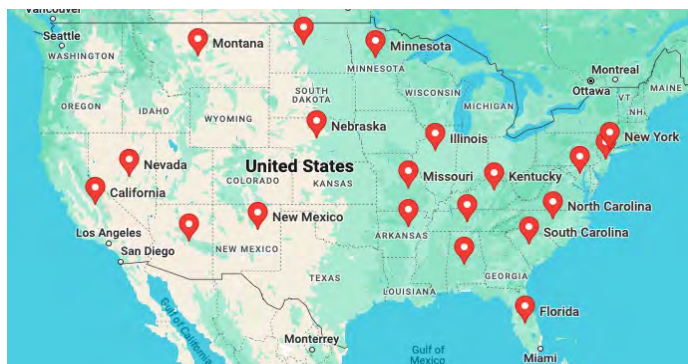 Vancouver
Seattle
WASHINGTON
Montana
Minnesota
MINNESOTA
Montreal
Ottawa
MAINE
VT.
NH.
OREGON
IDAHO
SOUTH
DAKOTA
WISCONSIN
MICHIGAN
WYOMING
Nebraska
Illinois
New York
Nevada
United States
California
COLORADO
KANSAS
Missouri
Kentucky
New Mexico
North Carolina
Los Angeles
NEW MEXICO
ARKANSAS
South Carolina
San Diego
TEXAS
LOUISIANA
GEORGIA
Gulf of California
Florida
Monterrey
Gulf of
Mexico
Miami